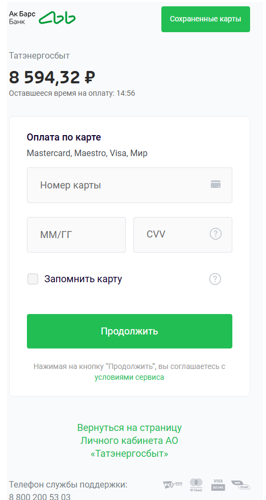 Ак Барс
Банк
Сохраненные карты
Татэнергосбыт
8 594,32 ₽
Оставшееся время на оплату: 14:56
Оплата по карте
Mastercard, Maestro, Visa, Мир
Номер карты
ММ/ГГ
CVV
Запомнить карту
Продолжить
Нажимая на кнопку "Продолжить", вы соглашаетесь с
условиями сервиса
Вернуться на страницу
Личного кабинета АО
«Татэнергосбыт»
Телефон службы поддержки:
8 800 200 53 03